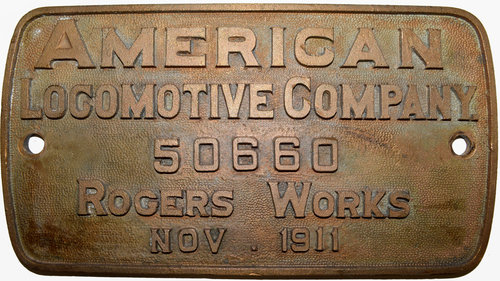 AMERICAN
LOCOMOTIVE COMPANY
50660
ROGERS WORKS
NOV . 1911